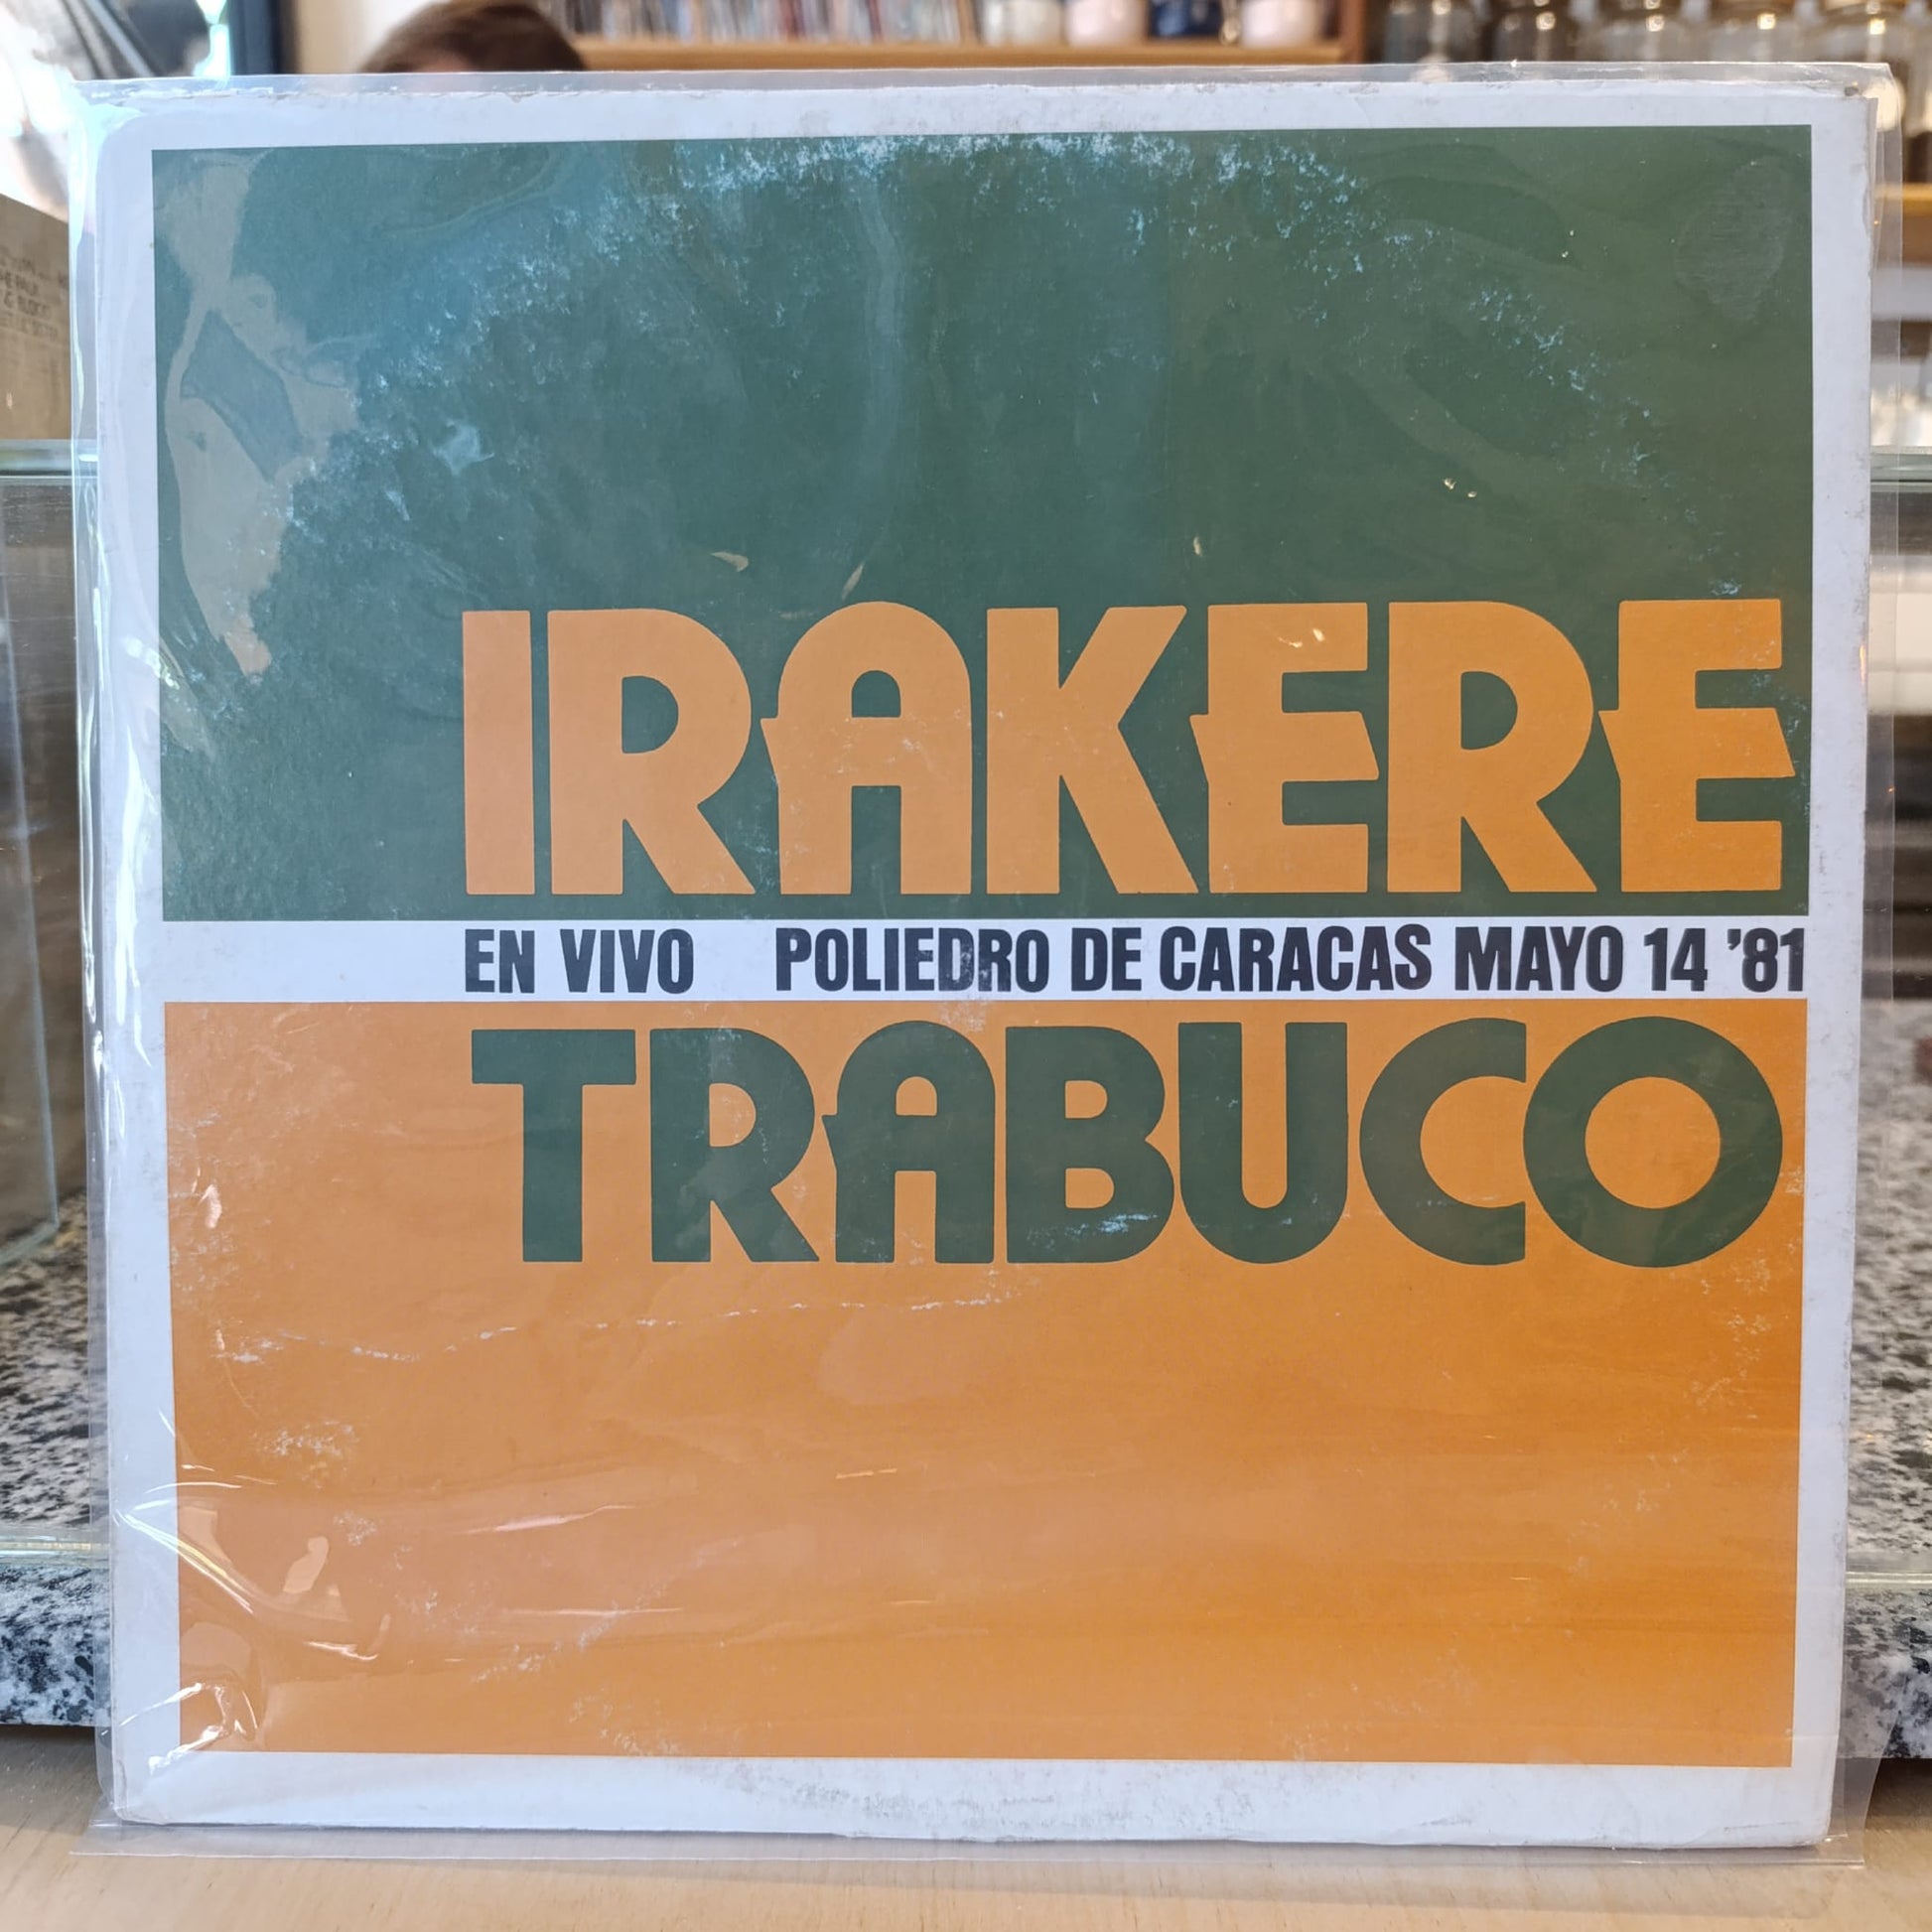 IRAKERE
EN VIVO POLIEDRO DE CARACAS MAYO 14 '81
TRABUCO